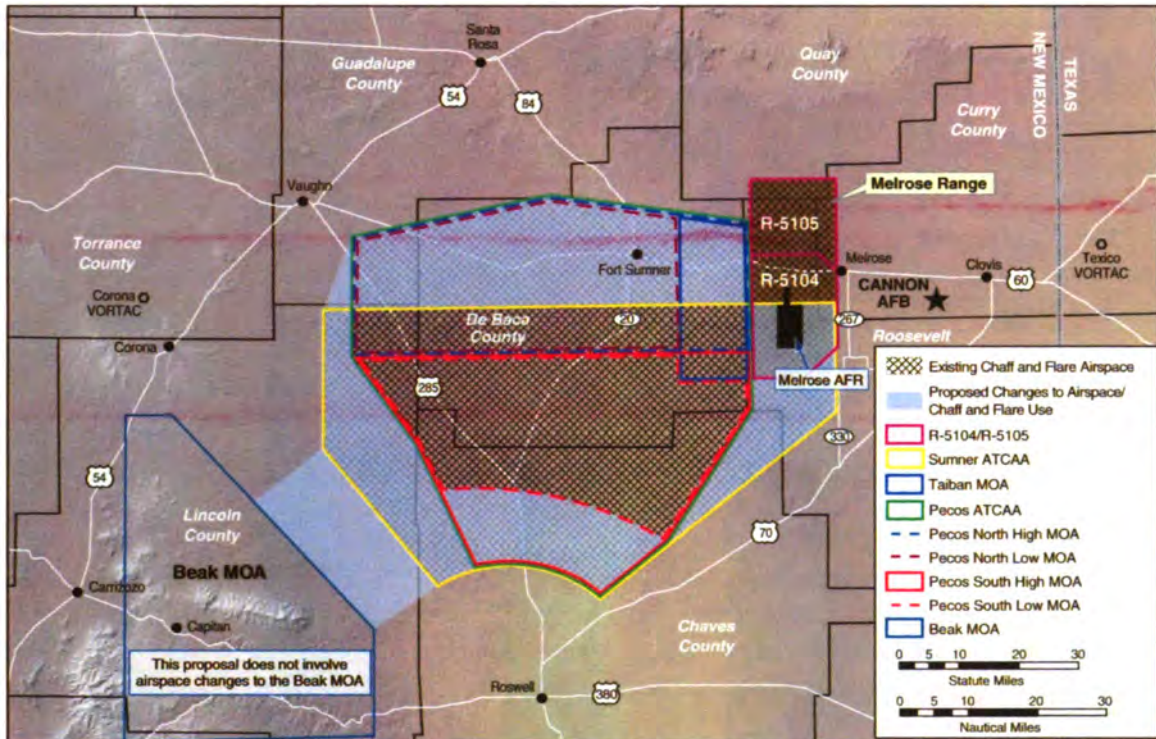 Santa
Rosa
Guadalupe
County
Quay
County
NEW MEXICO
TEXAS
54
84
Curry
County
Vaughn
Melrose Range
R-5105
Torrance
County
Fort Sumner
Melrose
Texico
VORTAC
Clovis
R-5104
CANNON
AFB
60
Corona
VORTAC
De Baca
County
20
267
Roosevelt
Corona
Melrose AFR
285
330
54
Lincoln
County
Beak MOA
70
Carrizozo
Capitan
Chaves
County
This proposal does not involve
airspace changes to the Beak MOA
Roswell
380
Existing Chaff and Flare Airspace
Proposed Changes to Airspace/
Chaff and Flare Use
R-5104/R-5105
Sumner ATCAA
Taiban MOA
Pecos ATCAA
Pecos North High MOA
Pecos North Low MOA
Pecos South High MOA
Pecos South Low MOA
Beak MOA
0 5 10 20 30
Statute Miles
0 5 10 20 30
Nautical Miles